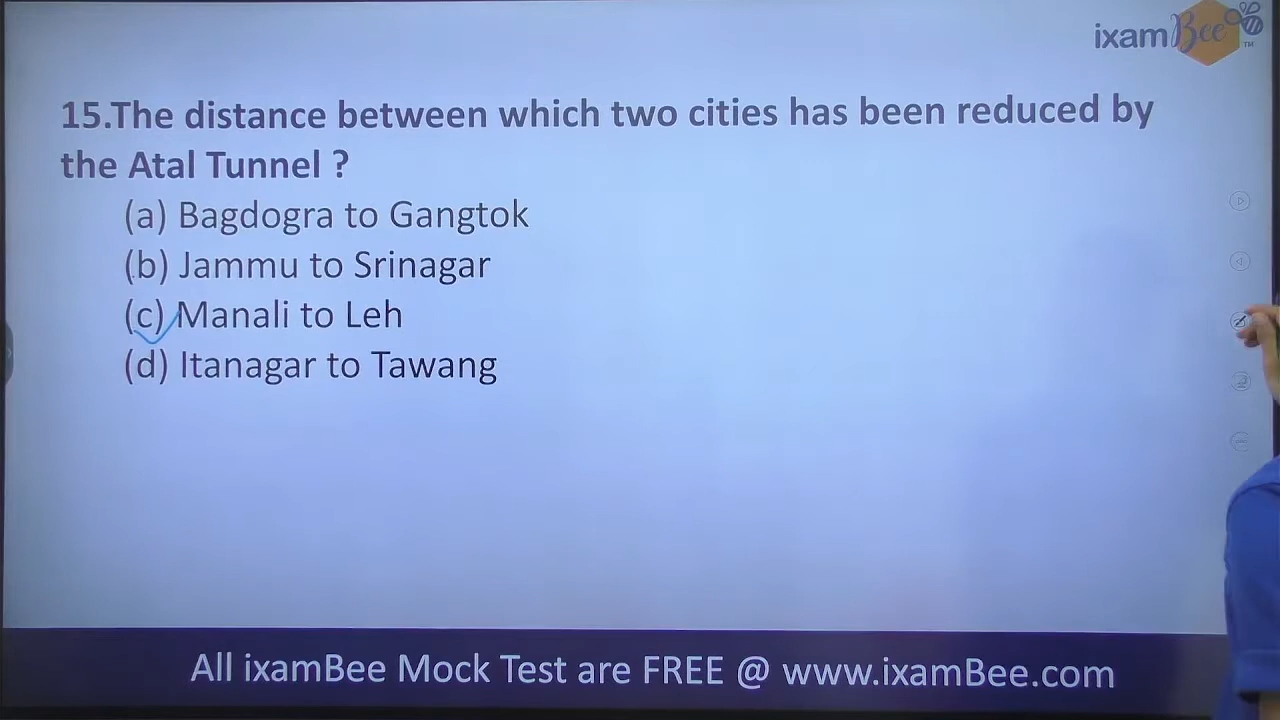 ixamBee™
15.The distance between which two cities has been reduced by
the Atal Tunnel ?
(a) Bagdogra to Gangtok
(b) Jammu to Srinagar
(c) Manali to Leh
(d) Itanagar to Tawang
All ixamBee Mock Test are FREE @ www.ixamBee.com